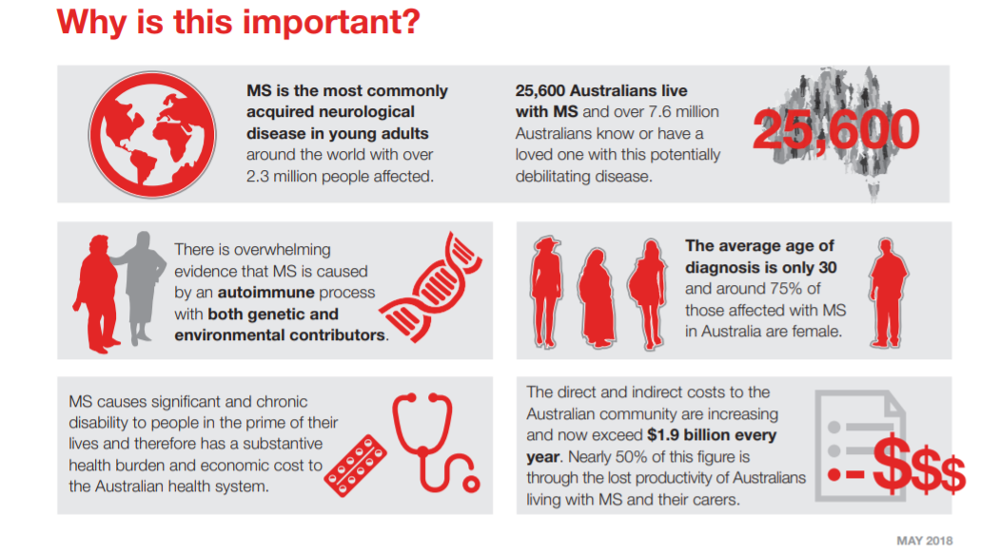 Why is this important?
MS is the most commonly
acquired neurological
disease in young adults
around the world with over
2.3 million people affected.
25,600 Australians live
with MS and over 7.6 million
Australians know or have a
loved one with this potentially
debilitating disease.
25,600
There is overwhelming
evidence that MS is caused
by an autoimmune process
with both genetic and
environmental contributors.
The average age of
diagnosis is only 30
and around 75% of
those affected with MS
in Australia are female.
MS causes significant and chronic
disability to people in the prime of their
lives and therefore has a substantive
health burden and economic cost to
the Australian health system.
The direct and indirect costs to the
Australian community are increasing
and now exceed $1.9 billion every
year. Nearly 50% of this figure is
through the lost productivity of Australians
living with MS and their carers.
$$$
MAY 2018